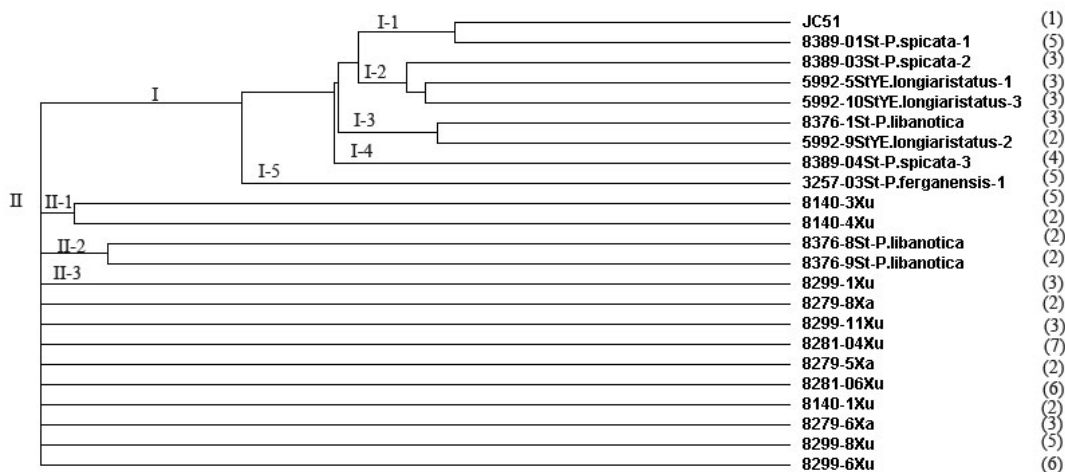 I-1 JC51 (1)
8389-01St-P.spicata-1 (5)
8389-03St-P.spicata-2 (3)
I-2 5992-5StYE.longiaristatus-1 (3)
I 5992-10StYE.longiaristatus-3 (3)
I-3 8376-1St-P.libanotica (3)
5992-9StYE.longiaristatus-2 (2)
I-4 8389-04St-P.spicata-3 (4)
I-5 3257-03St-P.ferganensis-1 (5)
II II-1 8140-3Xu (5)
8140-4Xu (2)
II-2 8376-8St-P.libanotica (2)
8376-9St-P.libanotica (2)
II-3
8299-1Xu (3)
8279-8Xa (2)
8299-11Xu (3)
8281-04Xu (7)
8279-5Xa (2)
8281-06Xu (6)
8140-1Xu (2)
8279-6Xa (3)
8299-8Xu (5)
8299-6Xu (6)